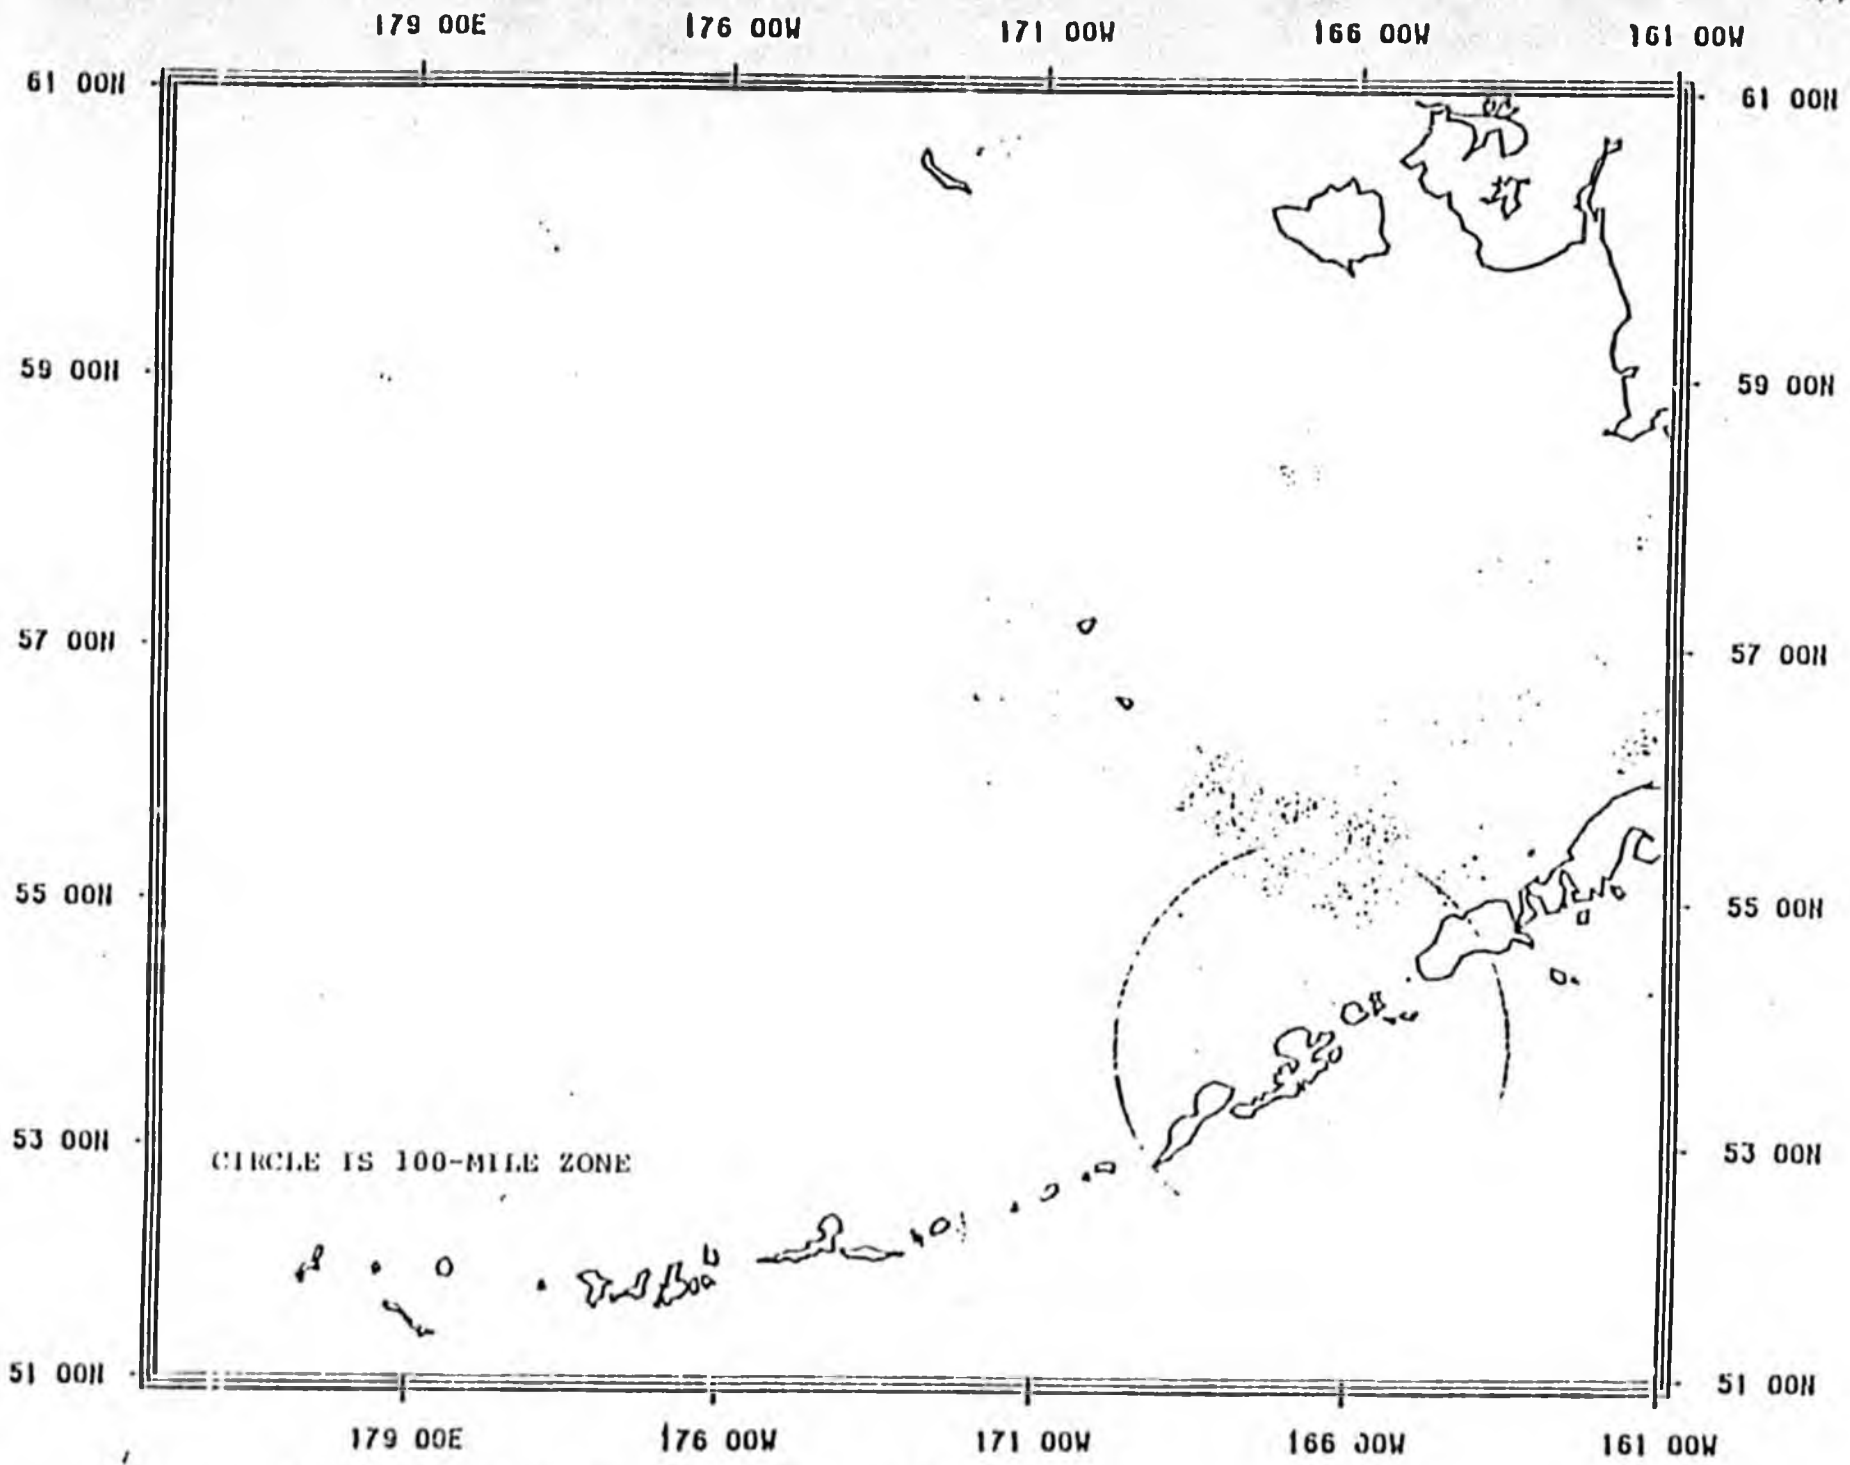 179 00E 176 00W 171 00W 166 00W 161 00W
61 00N 61 00N
59 00N 59 00N
57 00N 57 00N
55 00N 55 00N
53 00N 53 00N
CIRCLE IS 100-MILE ZONE
51 00N 51 00N
179 00E 176 00W 171 00W 166 00W 161 00W